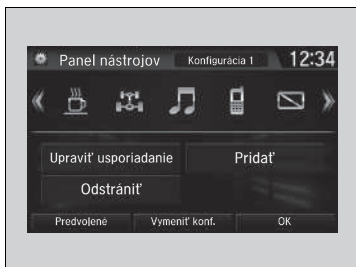 Panel nástrojov Konfigurácia 1 12:34
Upraviť usporiadanie Pridať
Odstrániť
Predvolené Vymeniť konf. OK